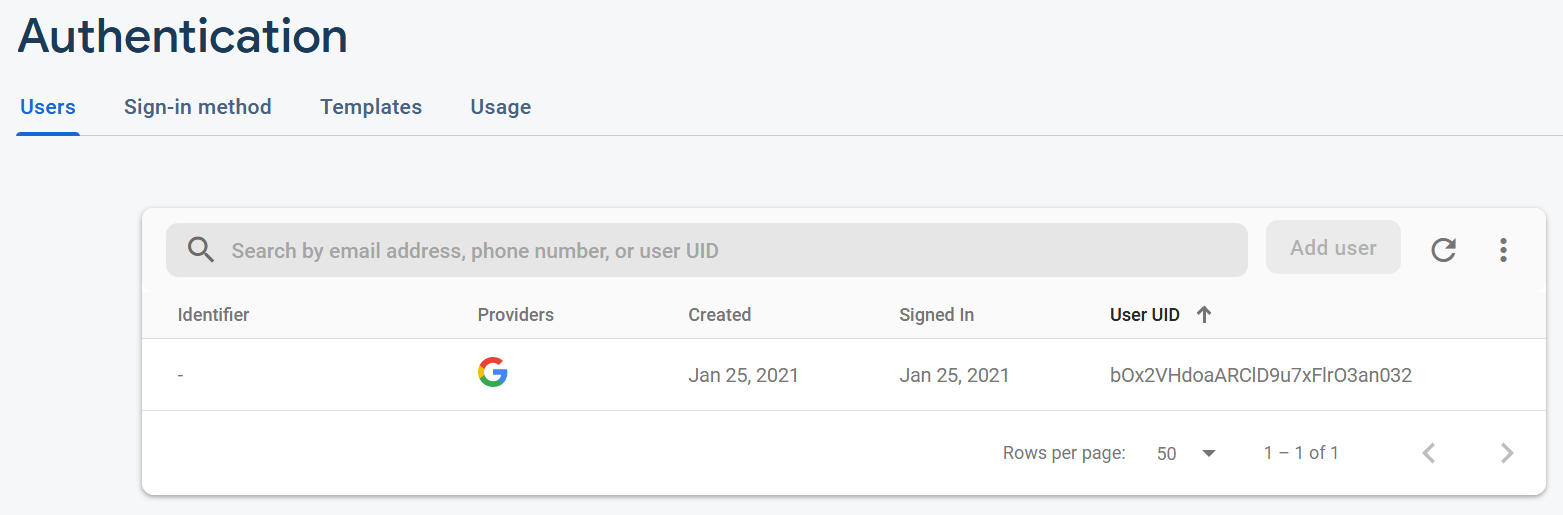 Authentication
Users Sign-in method Templates Usage
Search by email address, phone number, or user UID Add user
Identifier Providers Created Signed In User UID
- Jan 25, 2021 Jan 25, 2021 bOx2VHdoaARClD9u7xFlrO3an032
Rows per page: 50 1 – 1 of 1